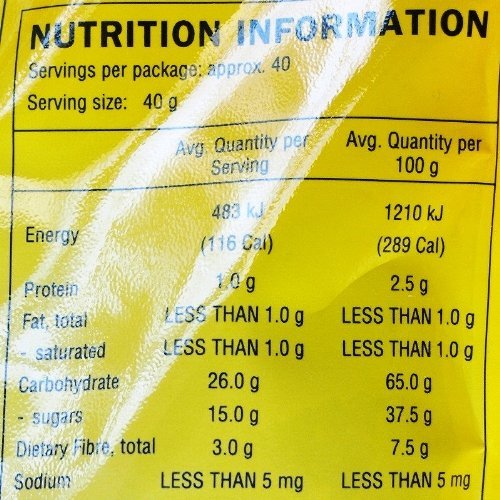 NUTRITION INFORMATION
Servings per package: approx. 40
Serving size: 40 g
Avg. Quantity per Serving Avg. Quantity per 100 g
Energy 483 kJ 1210 kJ
(116 Cal) (289 Cal)
Protein 1.0 g 2.5 g
Fat, total LESS THAN 1.0 g LESS THAN 1.0 g
- saturated LESS THAN 1.0 g LESS THAN 1.0 g
Carbohydrate 26.0 g 65.0 g
- sugars 15.0 g 37.5 g
Dietary Fibre, total 3.0 g 7.5 g
Sodium LESS THAN 5 mg LESS THAN 5 mg